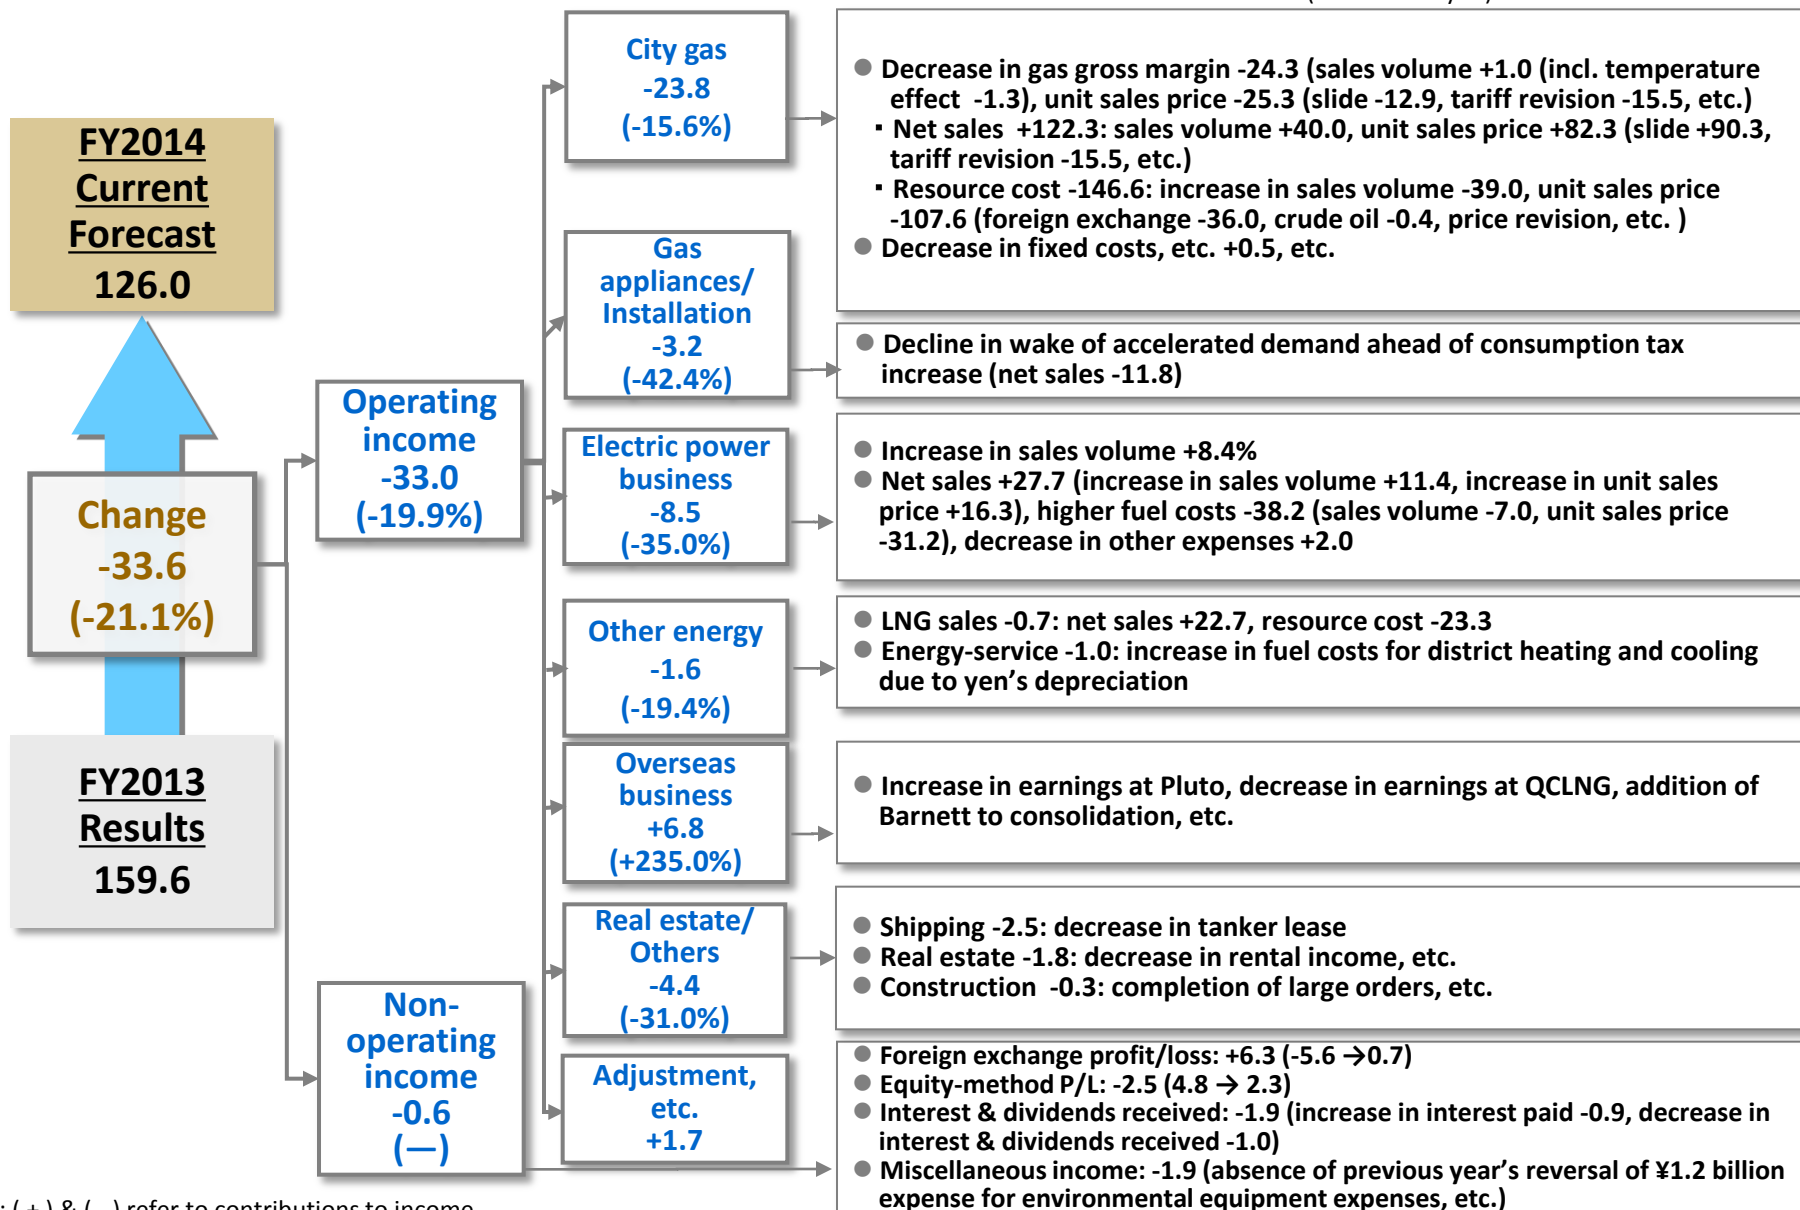 FY2014
Current
Forecast
126.0
Change
-33.6
(-21.1%)
FY2013
Results
159.6
Operating
income
-33.0
(-19.9%)
Non-
operating
income
-0.6
(—)
City gas
-23.8
(-15.6%)
Gas
appliances/
Installation
-3.2
(-42.4%)
Electric power
business
-8.5
(-35.0%)
Other energy
-1.6
(-19.4%)
Overseas
business
+6.8
(+235.0%)
Real estate/
Others
-4.4
(-31.0%)
Adjustment,
etc.
+1.7
● Decrease in gas gross margin -24.3 (sales volume +1.0 (incl. temperature
effect -1.3), unit sales price -25.3 (slide -12.9, tariff revision -15.5, etc.)
・Net sales +122.3: sales volume +40.0, unit sales price +82.3 (slide +90.3,
tariff revision -15.5, etc.)
・Resource cost -146.6: increase in sales volume -39.0, unit sales price
-107.6 (foreign exchange -36.0, crude oil -0.4, price revision, etc. )
● Decrease in fixed costs, etc. +0.5, etc.
● Decline in wake of accelerated demand ahead of consumption tax
increase (net sales -11.8)
● Increase in sales volume +8.4%
● Net sales +27.7 (increase in sales volume +11.4, increase in unit sales
price +16.3), higher fuel costs -38.2 (sales volume -7.0, unit sales price
-31.2), decrease in other expenses +2.0
● LNG sales -0.7: net sales +22.7, resource cost -23.3
● Energy-service -1.0: increase in fuel costs for district heating and cooling
due to yen’s depreciation
● Increase in earnings at Pluto, decrease in earnings at QCLNG, addition of
Barnett to consolidation, etc.
● Shipping -2.5: decrease in tanker lease
● Real estate -1.8: decrease in rental income, etc.
● Construction -0.3: completion of large orders, etc.
● Foreign exchange profit/loss: +6.3 (-5.6 →0.7)
● Equity-method P/L: -2.5 (4.8 → 2.3)
● Interest & dividends received: -1.9 (increase in interest paid -0.9, decrease in
interest & dividends received -1.0)
● Miscellaneous income: -1.9 (absence of previous year’s reversal of ¥1.2 billion
expense for environmental equipment expenses, etc.)
: ( + ) & ( - ) refer to contributions to income